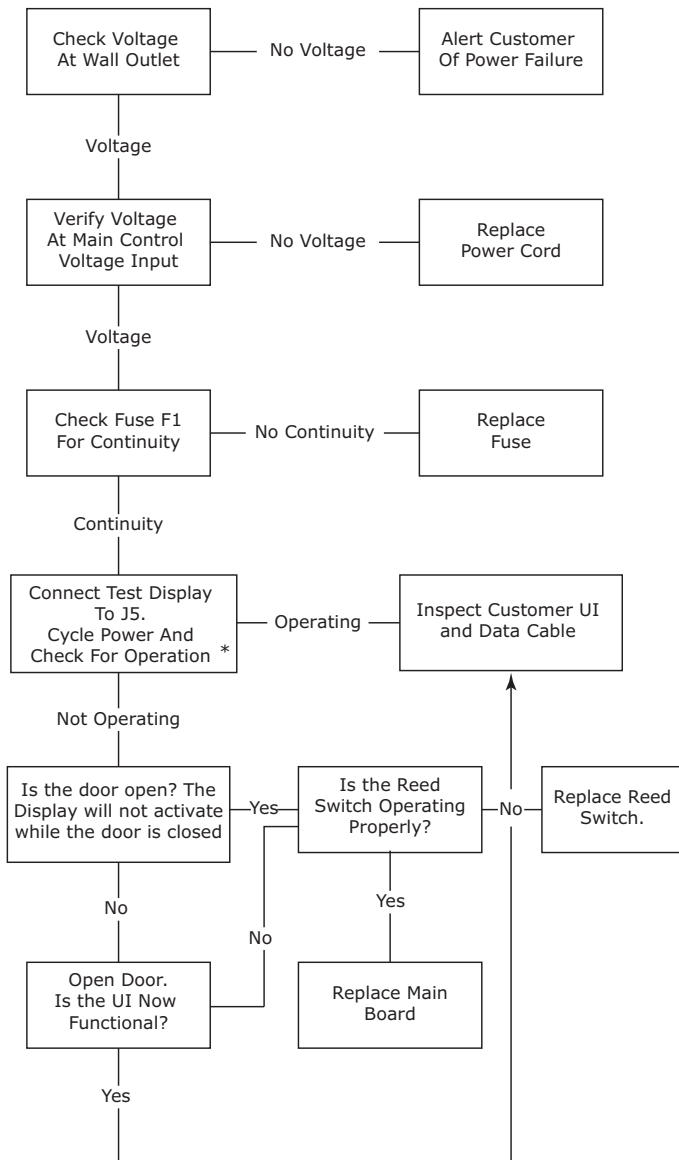 Check Voltage
At Wall Outlet
No Voltage
Alert Customer
Of Power Failure
Voltage
Verify Voltage
At Main Control
Voltage Input
No Voltage
Replace
Power Cord
Voltage
Check Fuse F1
For Continuity
No Continuity
Replace
Fuse
Continuity
Connect Test Display
To J5.
Cycle Power And
Check For Operation *
Operating
Inspect Customer UI
and Data Cable
Not Operating
Is the door open? The
Display will not activate
while the door is closed
Yes
Is the Reed
Switch Operating
Properly?
No
Replace Reed
Switch.
No
No
Yes
Open Door.
Is the UI Now
Functional?
Replace Main
Board
Yes